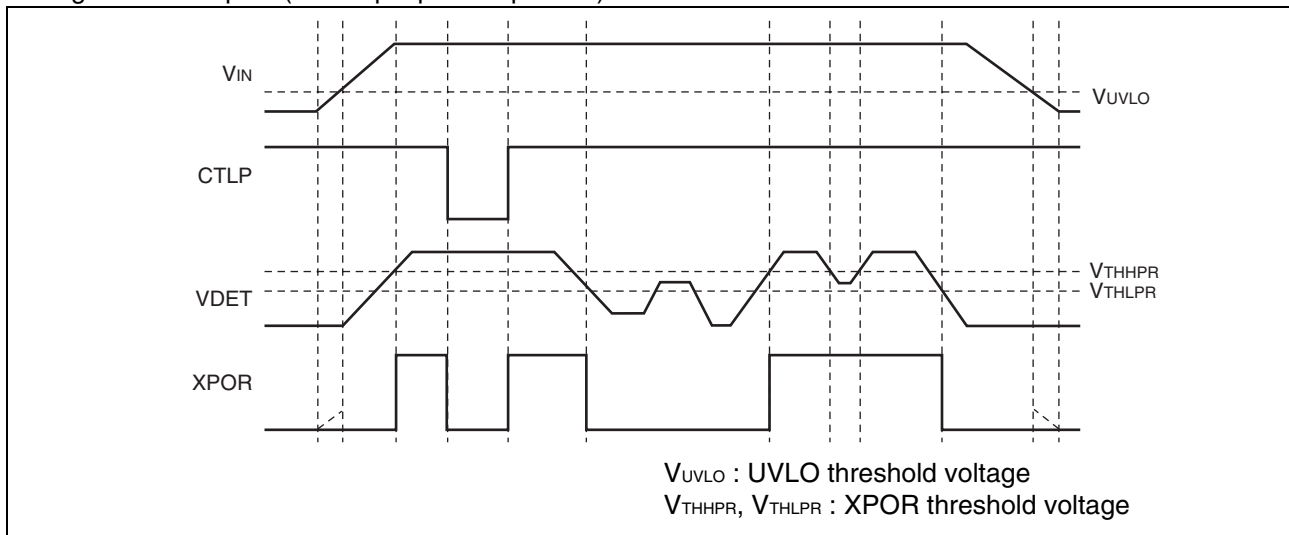 VIN
VUVLO
CTLP
VTHHPR
VTHLPR
VDET
XPOR
VUVLO : UVLO threshold voltage
VTHHPR, VTHLPR : XPOR threshold voltage